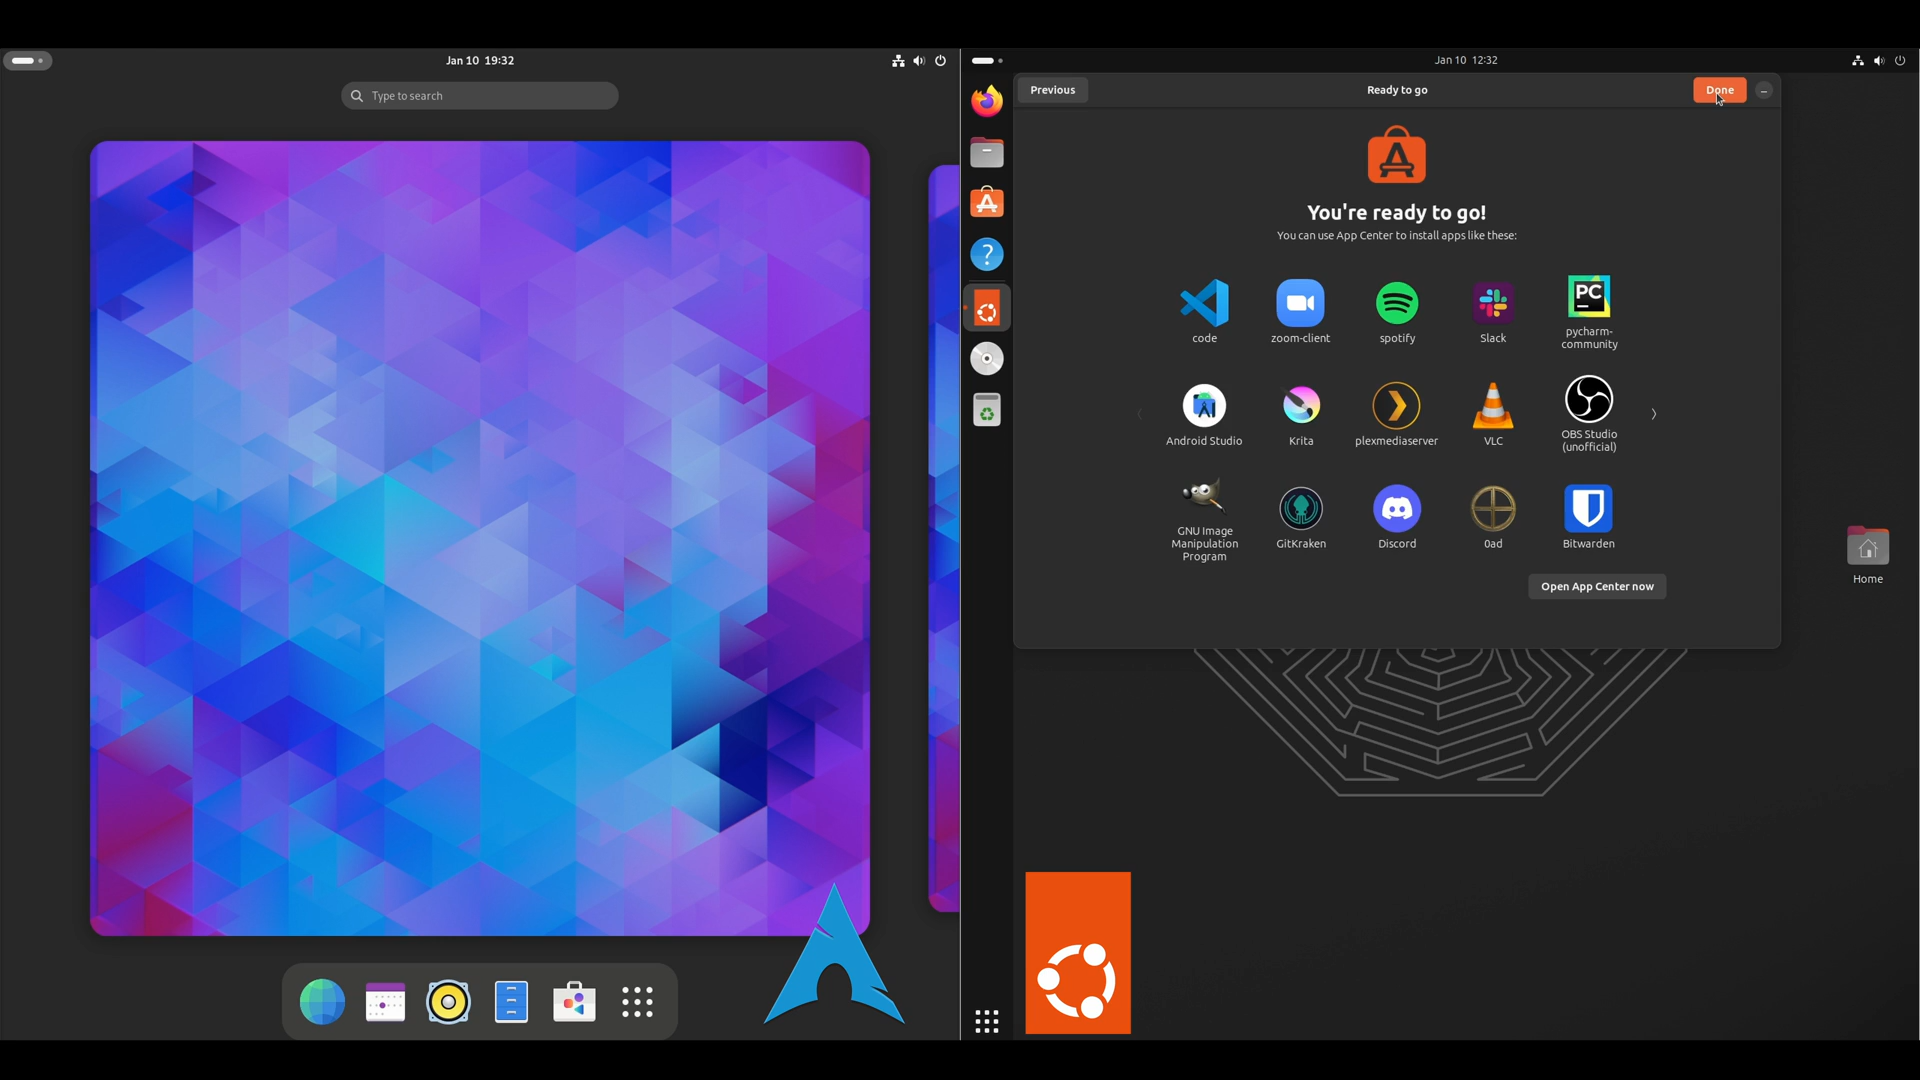 Jan 10 19:32
Type to search
Jan 10 12:32
Previous
Ready to go
Done
You're ready to go!
You can use App Center to install apps like these:
code
zoom-client
spotify
Slack
PC
pycharm-
community
Android Studio
Krita
plexmediaserver
VLC
OBS Studio
(unofficial)
GNU Image
Manipulation
Program
GitKraken
Discord
0ad
Bitwarden
Open App Center now
Home